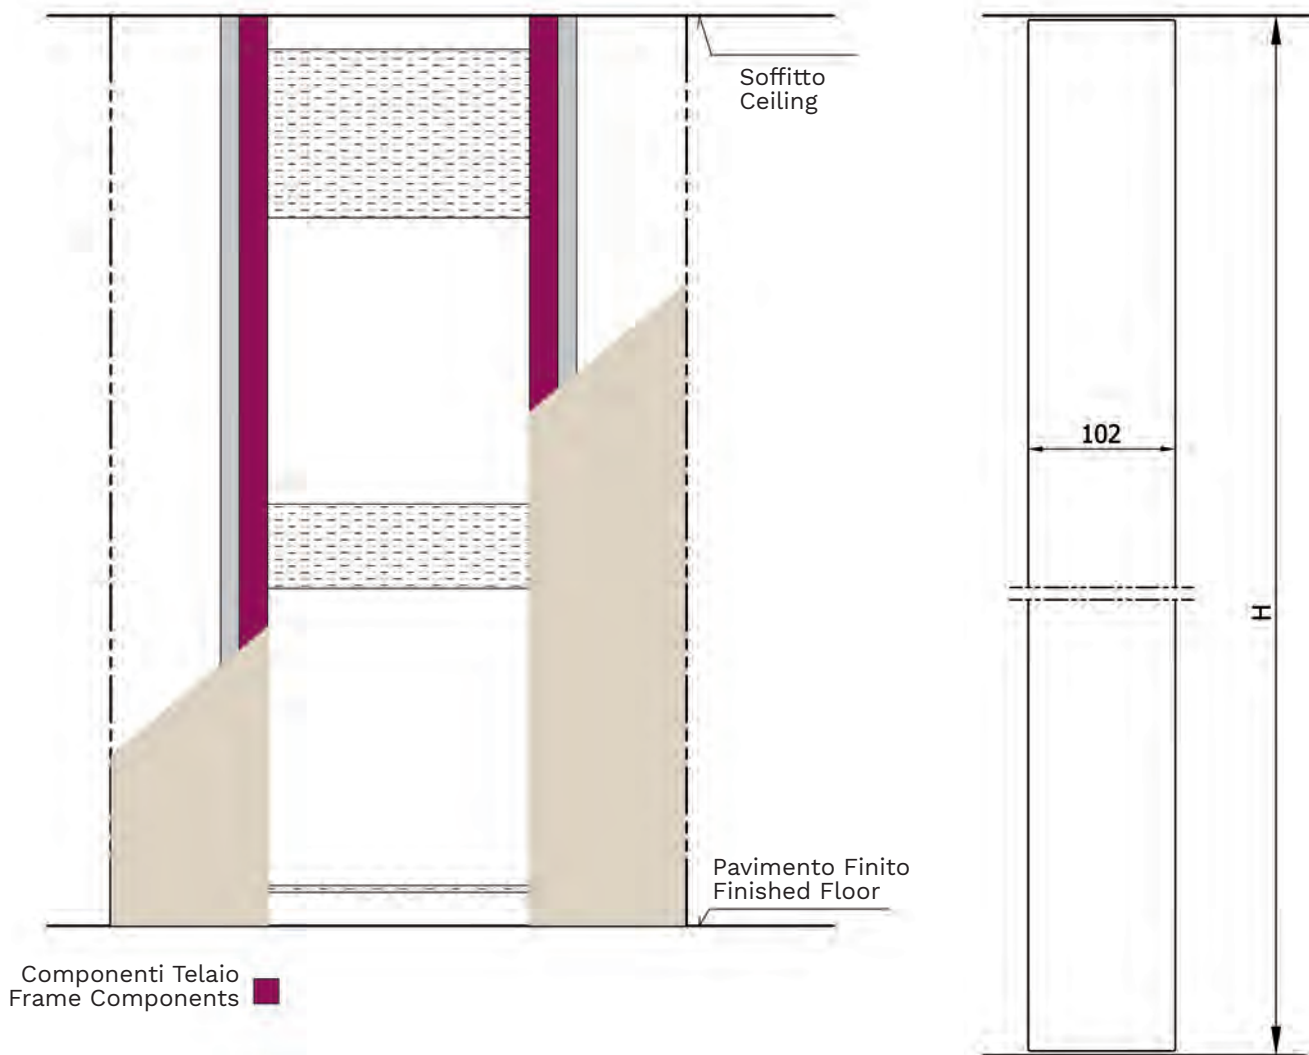 Soffitto
Ceiling
102
H
Pavimento Finito
Finished Floor
Componenti Telaio
Frame Components